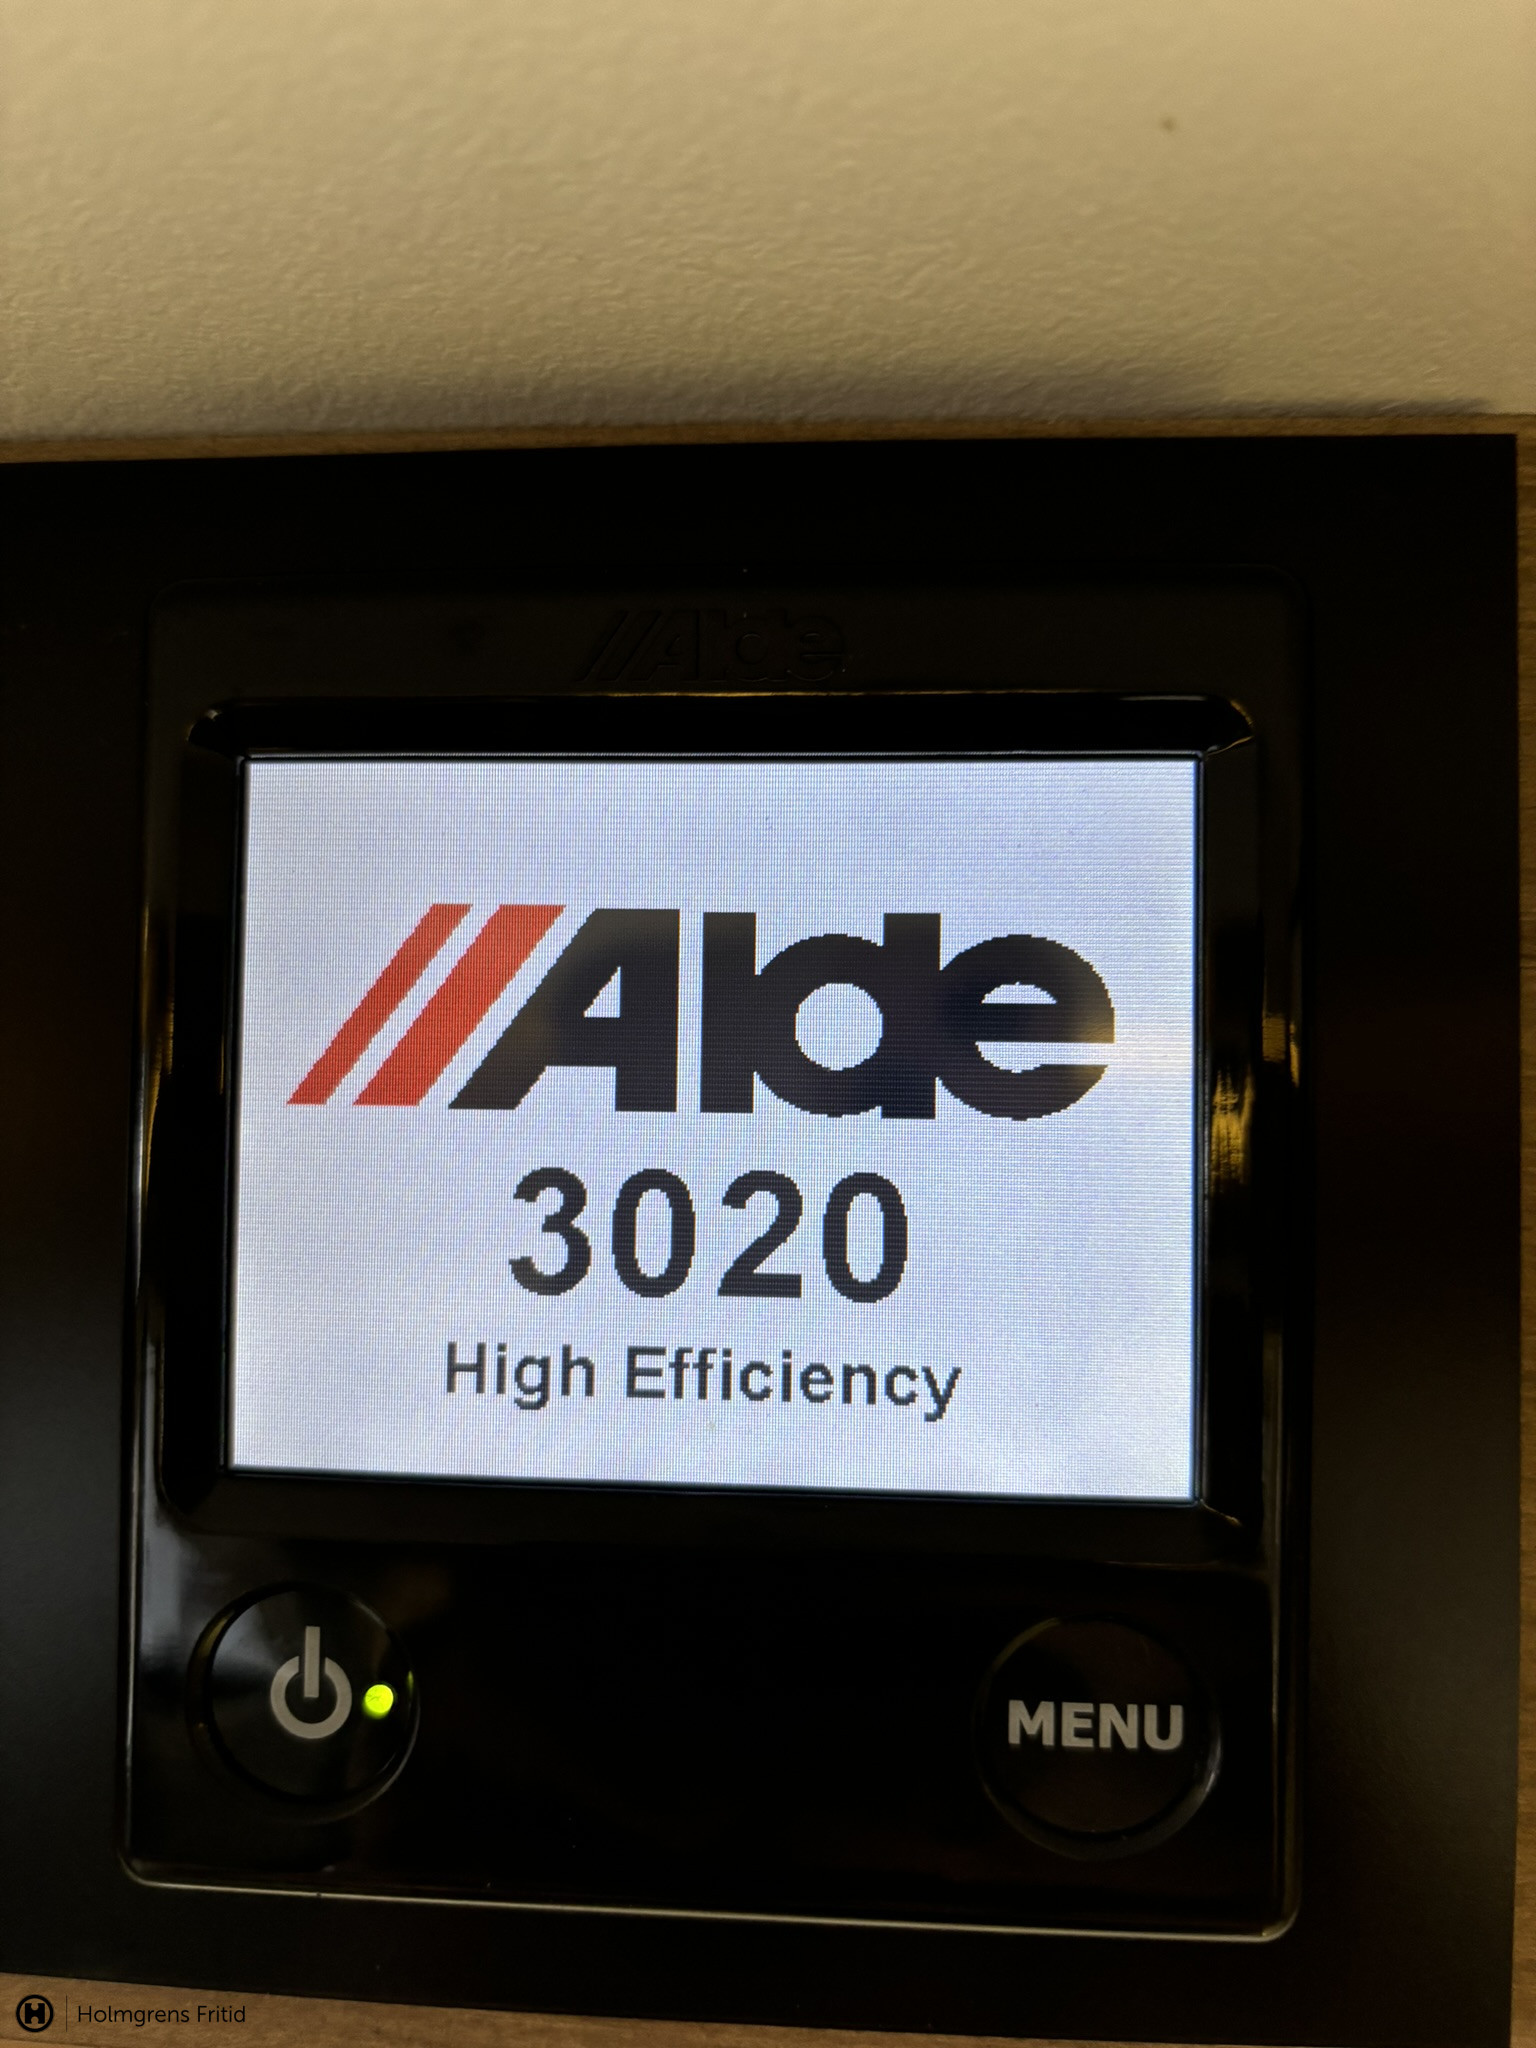 Alde
Alde
3020
High Efficiency
MENU
Holmgrens Fritid